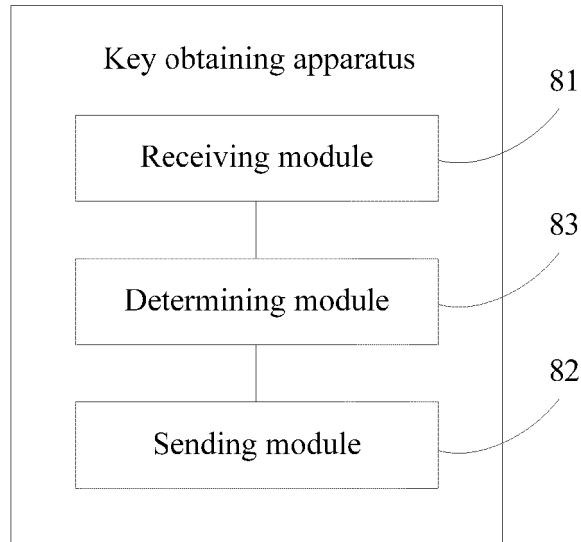 Key obtaining apparatus
81
Receiving module
83
Determining module
82
Sending module